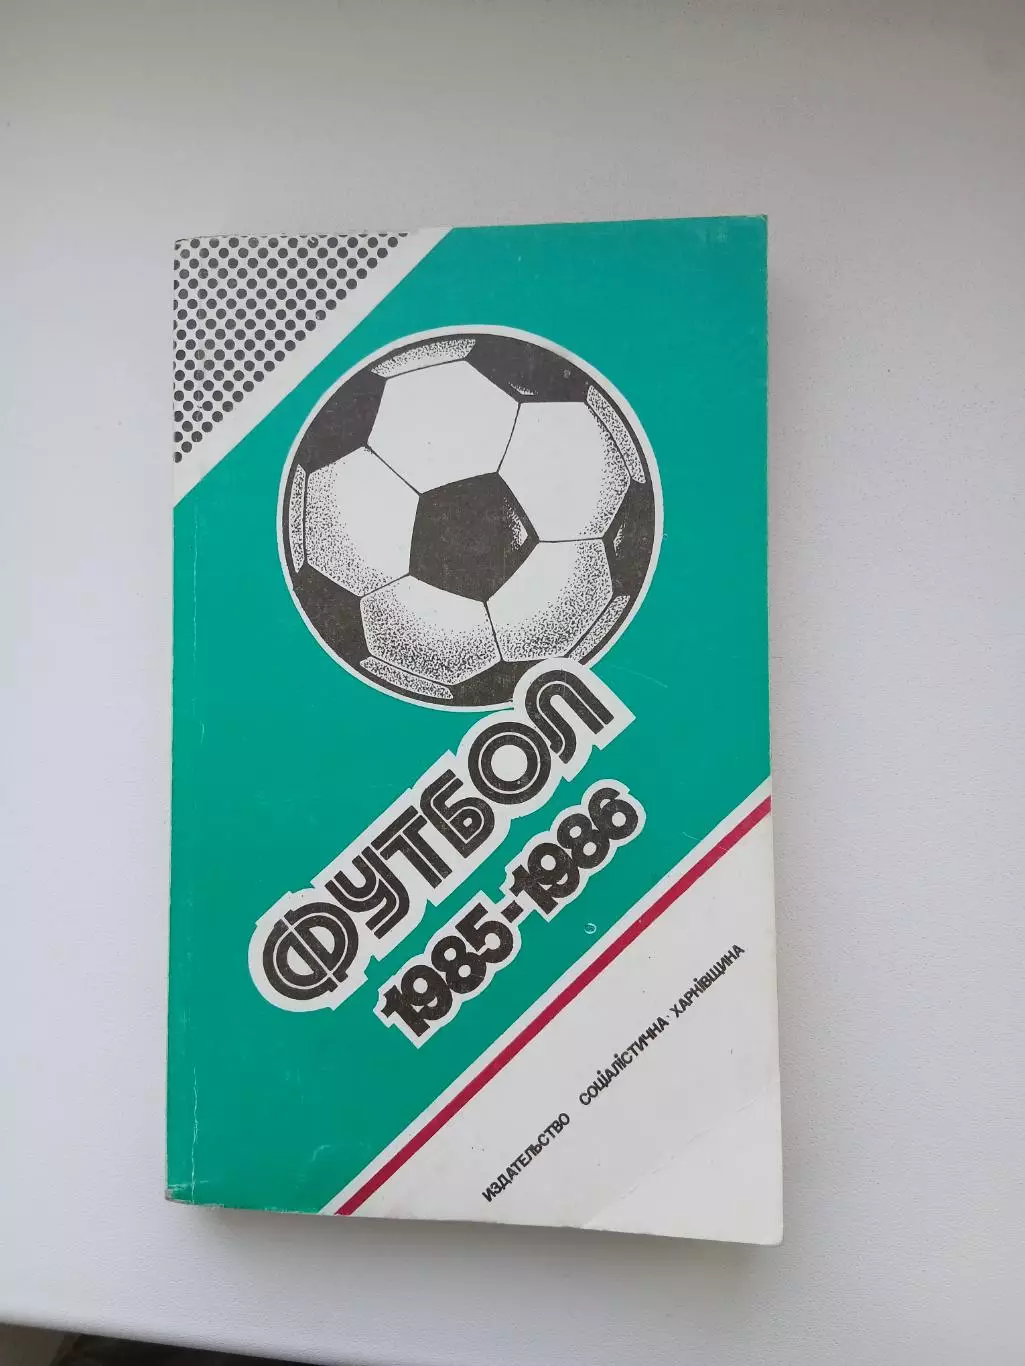 ФУТБОЛ
1985-1986
ИЗДАТЕЛЬСТВО СОЦІАЛІСТИЧНА ХАРКІВЩИНА